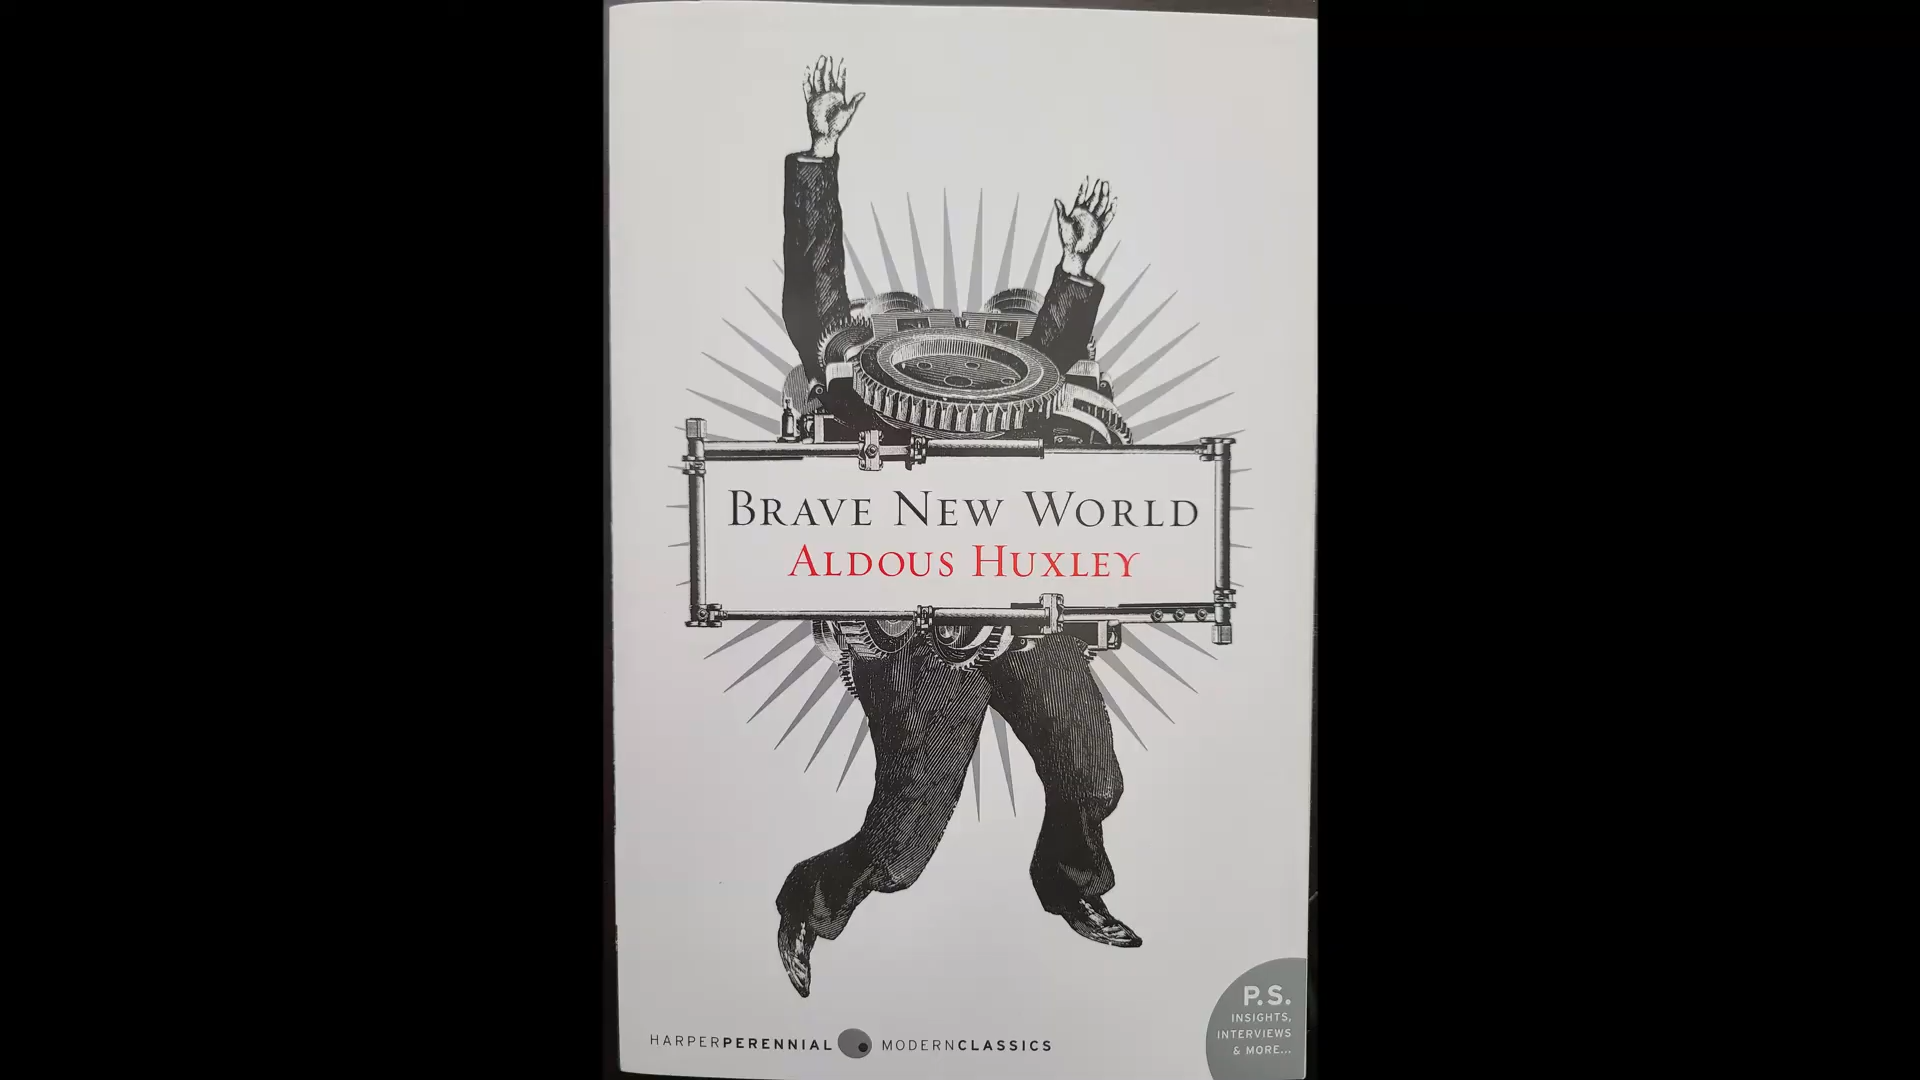 BRAVE NEW WORLD
ALDOUS HUXLEY
HARPERPERENNIAL MODERNCLASSICS
P.S.
INSIGHTS,
INTERVIEWS
& MORE...